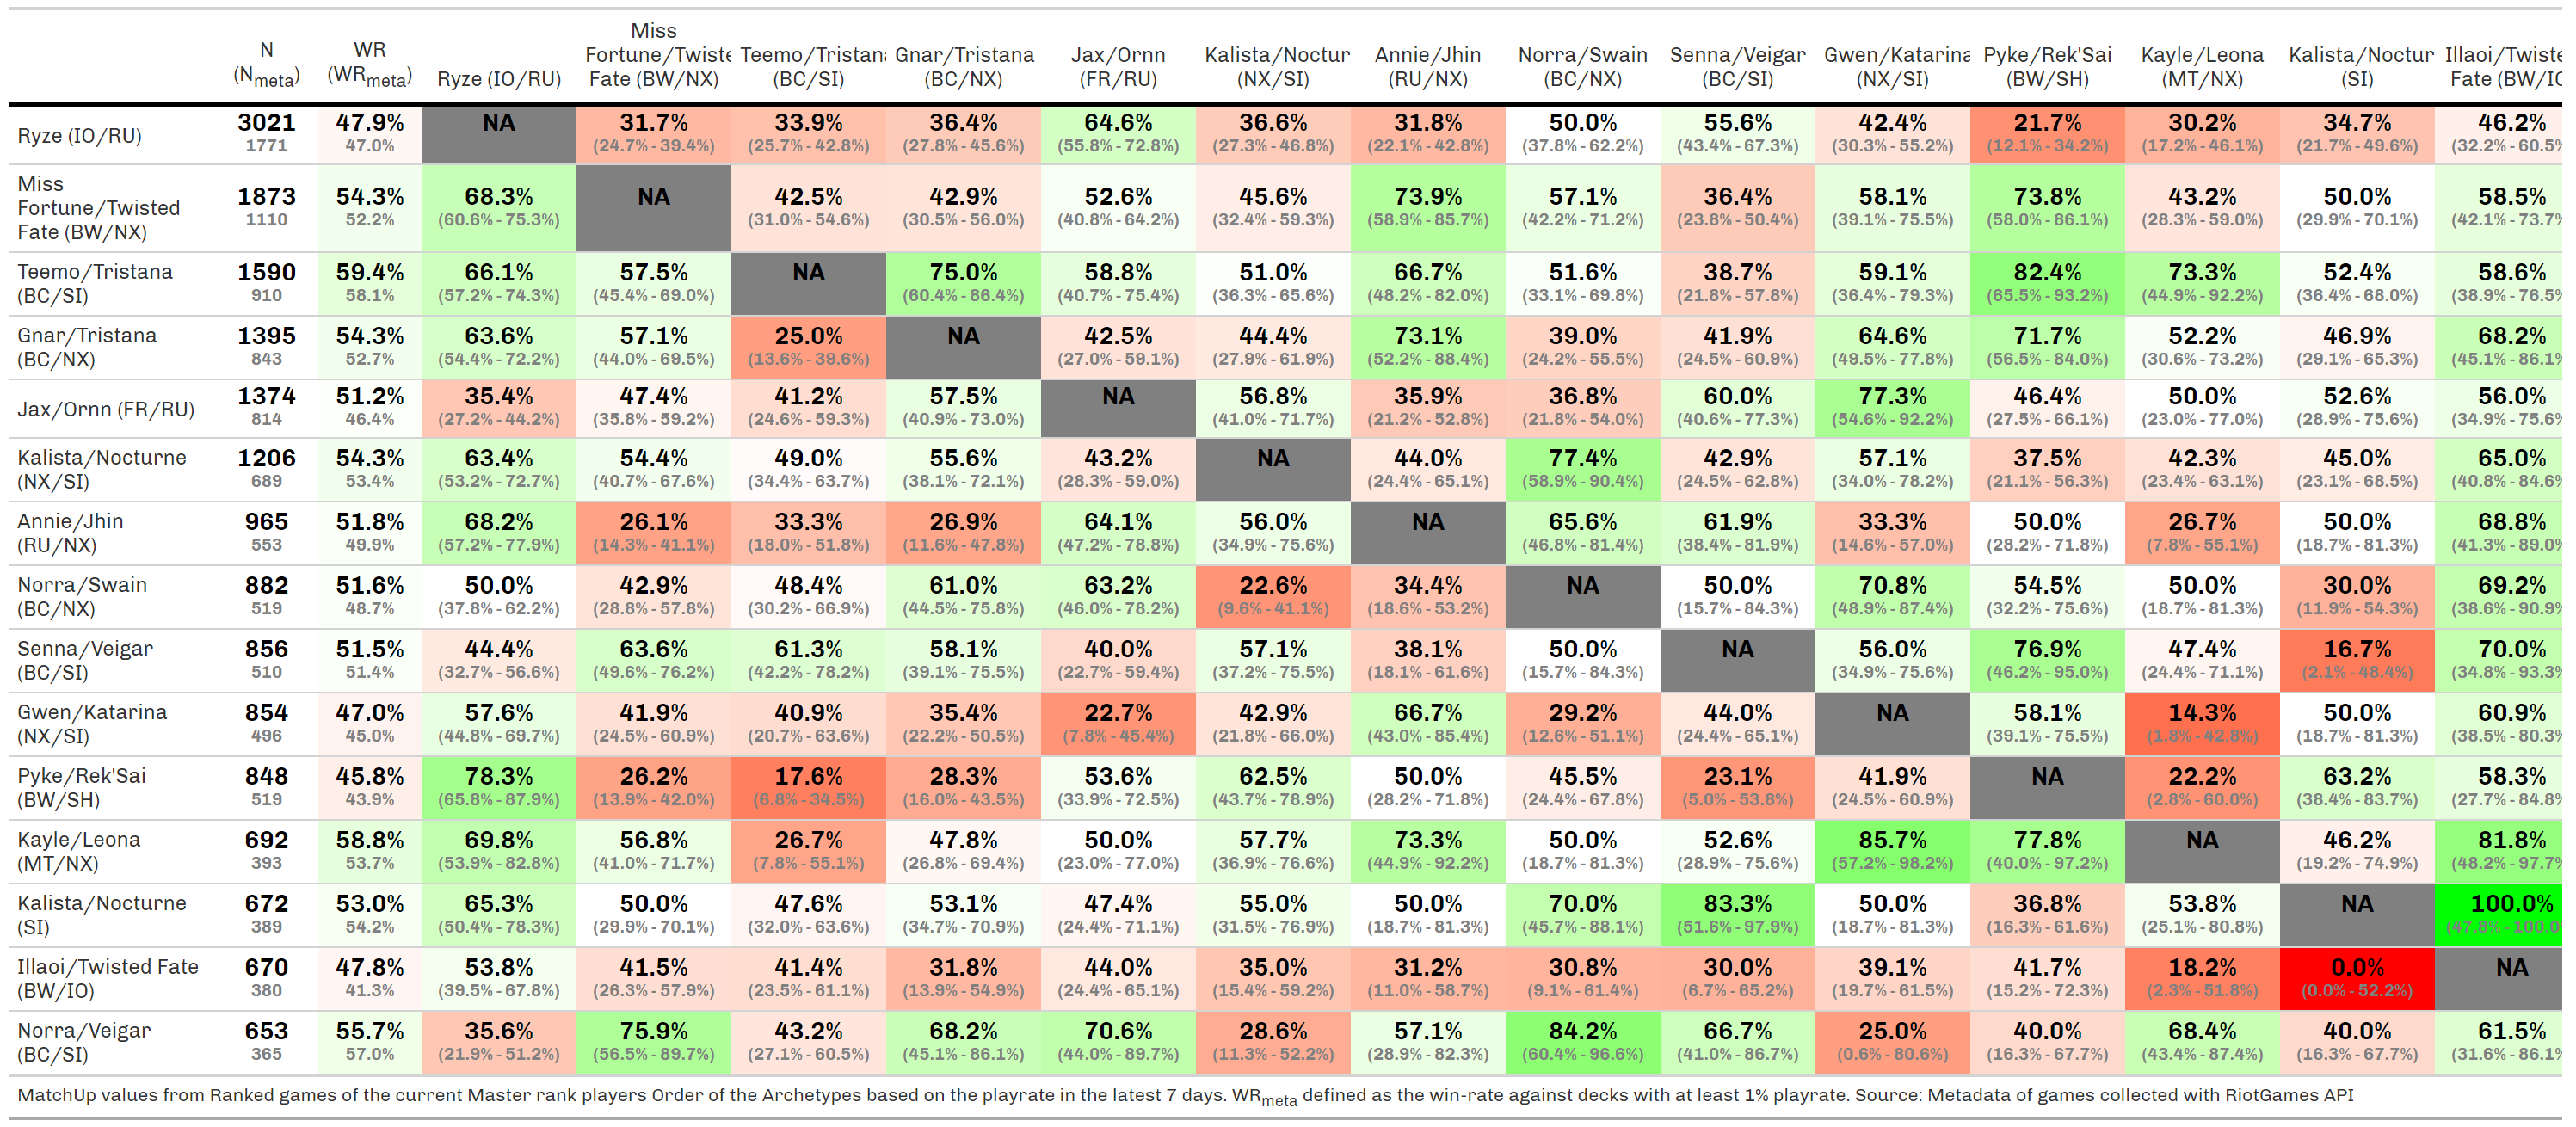 Miss
N WR Fortune/Twiste Teemo/Tristana Gnar/Tristana Jax/Ornn Kalista/Noctur Annie/Jhin Norra/Swain Senna/Veigar Gwen/Katarina Pyke/Rek'Sai Kayle/Leona Kalista/Noctur Illaoi/Twiste
(Nmeta) (WRmeta) Ryze (IO/RU) Fate (BW/NX) (BC/SI) (BC/NX) (FR/RU) (NX/SI) (RU/NX) (BC/NX) (BC/SI) (NX/SI) (BW/SH) (MT/NX) (SI) Fate (BW/IO
Ryze (IO/RU) 3021 47.9% NA 31.7% 33.9% 36.4% 64.6% 36.6% 31.8% 50.0% 55.6% 42.4% 21.7% 30.2% 34.7% 46.2%
1771 47.0% (24.7% - 39.4%) (25.7% - 42.8%) (27.8% - 45.6%) (55.8% - 72.8%) (27.3% - 46.8%) (22.1% - 42.8%) (37.8% - 62.2%) (43.4% - 67.3%) (30.3% - 55.2%) (12.1% - 34.2%) (17.2% - 46.1%) (21.7% - 49.6%) (32.2% - 60.5%
Miss
Fortune/Twisted 1873 54.3% 68.3% NA 42.5% 42.9% 52.6% 45.6% 73.9% 57.1% 36.4% 58.1% 73.8% 43.2% 50.0% 58.5%
Fate (BW/NX) 1110 52.2% (60.6% - 75.3%) (31.0% - 54.6%) (30.5% - 56.0%) (40.8% - 64.2%) (32.4% - 59.3%) (58.9% - 85.7%) (42.2% - 71.2%) (23.8% - 50.4%) (39.1% - 75.5%) (58.0% - 86.1%) (28.3% - 59.0%) (29.9% - 70.1%) (42.1% - 73.7%
Teemo/Tristana 1590 59.4% 66.1% 57.5% NA 75.0% 58.8% 51.0% 66.7% 51.6% 38.7% 59.1% 82.4% 73.3% 52.4% 58.6%
(BC/SI) 910 58.1% (57.2% - 74.3%) (45.4% - 69.0%) (60.4% - 86.4%) (40.7% - 75.4%) (36.3% - 65.6%) (48.2% - 82.0%) (33.1% - 69.8%) (21.8% - 57.8%) (36.4% - 79.3%) (65.5% - 93.2%) (44.9% - 92.2%) (36.4% - 68.0%) (38.9% - 76.5%
Gnar/Tristana 1395 54.3% 63.6% 57.1% 25.0% NA 42.5% 44.4% 73.1% 39.0% 41.9% 64.6% 71.7% 52.2% 46.9% 68.2%
(BC/NX) 843 52.7% (54.4% - 72.2%) (44.0% - 69.5%) (13.6% - 39.6%) (27.0% - 59.1%) (27.9% - 61.9%) (52.2% - 88.4%) (24.2% - 55.5%) (24.5% - 60.9%) (49.5% - 77.8%) (56.5% - 84.0%) (30.6% - 73.2%) (29.1% - 65.3%) (45.1% - 86.1%
Jax/Ornn (FR/RU) 1374 51.2% 35.4% 47.4% 41.2% 57.5% NA 56.8% 35.9% 36.8% 60.0% 77.3% 46.4% 50.0% 52.6% 56.0%
814 46.4% (27.2% - 44.2%) (35.8% - 59.2%) (24.6% - 59.3%) (40.9% - 73.0%) (41.0% - 71.7%) (21.2% - 52.8%) (21.8% - 54.0%) (40.6% - 77.3%) (54.6% - 92.2%) (27.5% - 66.1%) (23.0% - 77.0%) (28.9% - 75.6%) (34.9% - 75.6%
Kalista/Nocturne 1206 54.3% 63.4% 54.4% 49.0% 55.6% 43.2% NA 44.0% 77.4% 42.9% 57.1% 37.5% 42.3% 45.0% 65.0%
(NX/SI) 689 53.4% (53.2% - 72.7%) (40.7% - 67.6%) (34.4% - 63.7%) (38.1% - 72.1%) (28.3% - 59.0%) (24.4% - 65.1%) (58.9% - 90.4%) (24.5% - 62.8%) (34.0% - 78.2%) (21.1% - 56.3%) (23.4% - 63.1%) (23.1% - 68.5%) (40.8% - 84.6%
Annie/Jhin 965 51.8% 68.2% 26.1% 33.3% 26.9% 64.1% 56.0% NA 65.6% 61.9% 33.3% 50.0% 26.7% 50.0% 68.8%
(RU/NX) 553 49.9% (57.2% - 77.9%) (14.3% - 41.1%) (18.0% - 51.8%) (11.6% - 47.8%) (47.2% - 78.8%) (34.9% - 75.6%) (46.8% - 81.4%) (38.4% - 81.9%) (14.6% - 57.0%) (28.2% - 71.8%) (7.8% - 55.1%) (18.7% - 81.3%) (41.3% - 89.0%
Norra/Swain 882 51.6% 50.0% 42.9% 48.4% 61.0% 63.2% 22.6% 34.4% NA 50.0% 70.8% 54.5% 50.0% 30.0% 69.2%
(BC/NX) 519 48.7% (37.8% - 62.2%) (28.8% - 57.8%) (30.2% - 66.9%) (44.5% - 75.8%) (46.0% - 78.2%) (9.6% - 41.1%) (18.6% - 53.2%) (15.7% - 84.3%) (48.9% - 87.4%) (32.2% - 75.6%) (18.7% - 81.3%) (11.9% - 54.3%) (38.6% - 90.9%
Senna/Veigar 856 51.5% 44.4% 63.6% 61.3% 58.1% 40.0% 57.1% 38.1% 50.0% NA 56.0% 76.9% 47.4% 16.7% 70.0%
(BC/SI) 510 51.4% (32.7% - 56.6%) (49.6% - 76.2%) (42.2% - 78.2%) (39.1% - 75.5%) (22.7% - 59.4%) (37.2% - 75.5%) (18.1% - 61.6%) (15.7% - 84.3%) (34.9% - 75.6%) (46.2% - 95.0%) (24.4% - 71.1%) (2.1% - 48.4%) (34.8% - 93.3%
Gwen/Katarina 854 47.0% 57.6% 41.9% 40.9% 35.4% 22.7% 42.9% 66.7% 29.2% 44.0% NA 58.1% 14.3% 50.0% 60.9%
(NX/SI) 496 45.0% (44.8% - 69.7%) (24.5% - 60.9%) (20.7% - 63.6%) (22.2% - 50.5%) (7.8% - 45.4%) (21.8% - 66.0%) (43.0% - 85.4%) (12.6% - 51.1%) (24.4% - 65.1%) (39.1% - 75.5%) (1.8% - 42.8%) (18.7% - 81.3%) (38.5% - 80.3%
Pyke/Rek'Sai 848 45.8% 78.3% 26.2% 17.6% 28.3% 53.6% 62.5% 50.0% 45.5% 23.1% 41.9% NA 22.2% 63.2% 58.3%
(BW/SH) 519 43.9% (65.8% - 87.9%) (13.9% - 42.0%) (6.8% - 34.5%) (16.0% - 43.5%) (33.9% - 72.5%) (43.7% - 78.9%) (28.2% - 71.8%) (24.4% - 67.8%) (5.0% - 53.8%) (24.5% - 60.9%) (2.8% - 60.0%) (38.4% - 83.7%) (27.7% - 84.8%
Kayle/Leona 692 58.8% 69.8% 56.8% 26.7% 47.8% 50.0% 57.7% 73.3% 50.0% 52.6% 85.7% 77.8% NA 46.2% 81.8%
(MT/NX) 393 53.7% (53.9% - 82.8%) (41.0% - 71.7%) (7.8% - 55.1%) (26.8% - 69.4%) (23.0% - 77.0%) (36.9% - 76.6%) (44.9% - 92.2%) (18.7% - 81.3%) (28.9% - 75.6%) (57.2% - 98.2%) (40.0% - 97.2%) (19.2% - 74.9%) (48.2% - 97.7%
Kalista/Nocturne 672 53.0% 65.3% 50.0% 47.6% 53.1% 47.4% 55.0% 50.0% 70.0% 83.3% 50.0% 36.8% 53.8% NA 100.0%
(SI) 389 54.2% (50.4% - 78.3%) (29.9% - 70.1%) (32.0% - 63.6%) (34.7% - 70.9%) (24.4% - 71.1%) (31.5% - 76.9%) (18.7% - 81.3%) (45.7% - 88.1%) (51.6% - 97.9%) (18.7% - 81.3%) (16.3% - 61.6%) (25.1% - 80.8%) (47.8% - 100.0
Illaoi/Twisted Fate 670 47.8% 53.8% 41.5% 41.4% 31.8% 44.0% 35.0% 31.2% 30.8% 30.0% 39.1% 41.7% 18.2% 0.0% NA
(BW/IO) 380 41.3% (39.5% - 67.8%) (26.3% - 57.9%) (23.5% - 61.1%) (13.9% - 54.9%) (24.4% - 65.1%) (15.4% - 59.2%) (11.0% - 58.7%) (9.1% - 61.4%) (6.7% - 65.2%) (19.7% - 61.5%) (15.2% - 72.3%) (2.3% - 51.8%) (0.0% - 52.2%)
Norra/Veigar 653 55.7% 35.6% 75.9% 43.2% 68.2% 70.6% 28.6% 57.1% 84.2% 66.7% 25.0% 40.0% 68.4% 40.0% 61.5%
(BC/SI) 365 57.0% (21.9% - 51.2%) (56.5% - 89.7%) (27.1% - 60.5%) (45.1% - 86.1%) (44.0% - 89.7%) (11.3% - 52.2%) (28.9% - 82.3%) (60.4% - 96.6%) (41.0% - 86.7%) (0.6% - 80.6%) (16.3% - 67.7%) (43.4% - 87.4%) (16.3% - 67.7%) (31.6% - 86.1%
MatchUp values from Ranked games of the current Master rank players Order of the Archetypes based on the playrate in the latest 7 days. WRmeta defined as the win-rate against decks with at least 1% playrate. Source: Metadata of games collected with RiotGames API